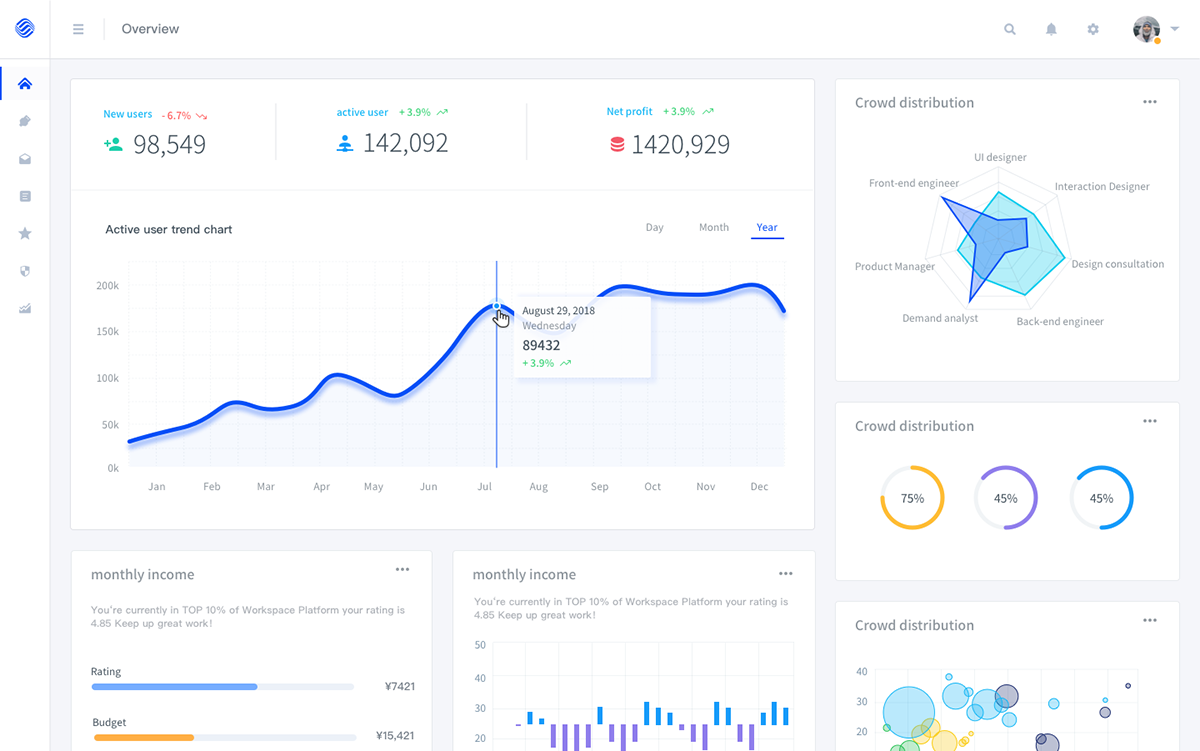 Overview
New users - 6.7%
98,549
active user + 3.9%
142,092
Net profit + 3.9%
1420,929
Active user trend chart
Day Month Year
200k
150k
100k
50k
0k
Jan Feb Mar Apr May Jun Jul Aug Sep Oct Nov Dec
August 29, 2018
Wednesday
89432
+ 3.9%
Crowd distribution
UI designer
Front-end engineer
Interaction Designer
Product Manager
Design consultation
Demand analyst
Back-end engineer
Crowd distribution
75% 45% 45%
monthly income
You're currently in TOP 10% of Workspace Platform your rating is
4.85 Keep up great work!
Rating
¥7421
Budget
¥15,421
monthly income
You're currently in TOP 10% of Workspace Platform your rating is
4.85 Keep up great work!
50
40
30
20
Crowd distribution
40
30
20